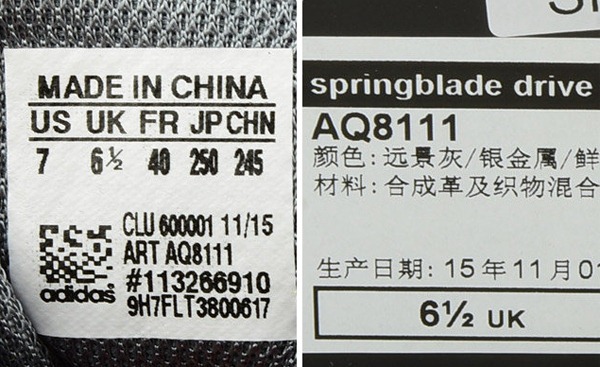 MADE IN CHINA
US UK FR JP CHN
7 6½ 40 250 245
CLU 600001 11/15
ART AQ8111
#113266910
9H7FLT3800617
adidas
springblade drive
AQ8111
颜色:远景灰/银金属/鲜
材料:合成革及织物混合
生产日期: 15年11月01
6½ UK